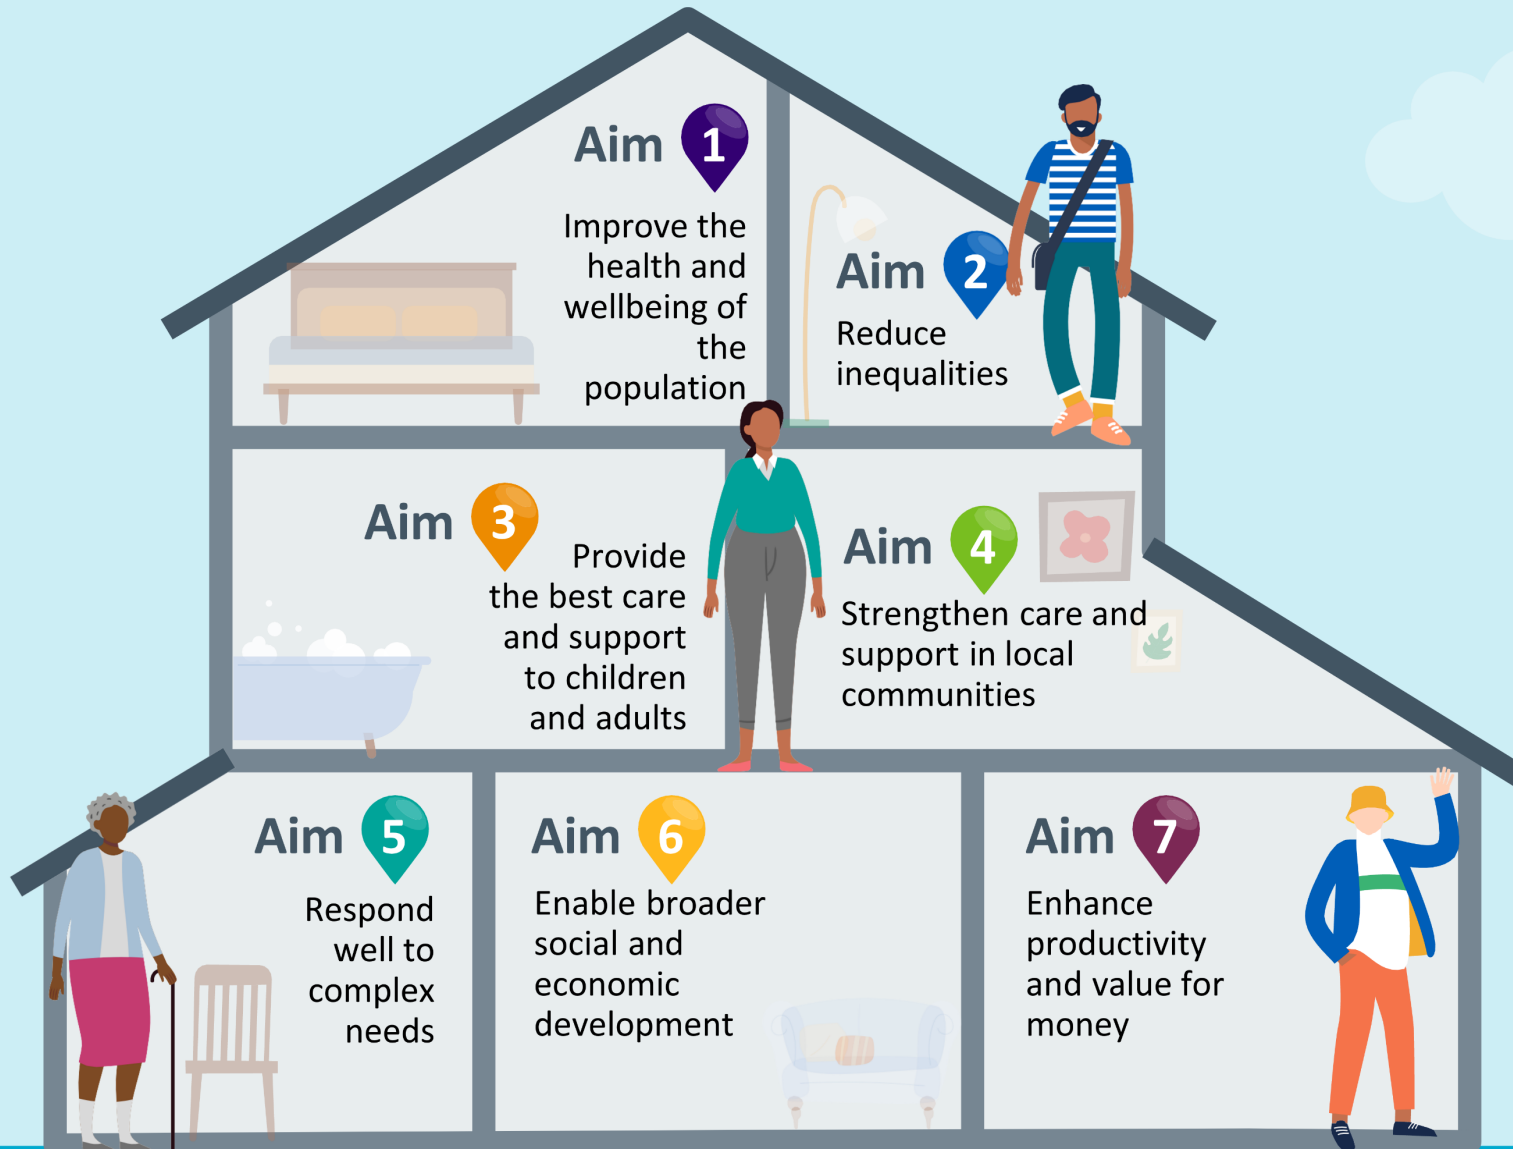 Aim 1
Improve the
health and
wellbeing of
the
population
Aim 2
Reduce
inequalities
Aim 3
Provide
the best care
and support
to children
and adults
Aim 4
Strengthen care and
support in local
communities
Aim 5
Respond
well to
complex
needs
Aim 6
Enable broader
social and
economic
development
Aim 7
Enhance
productivity
and value for
money